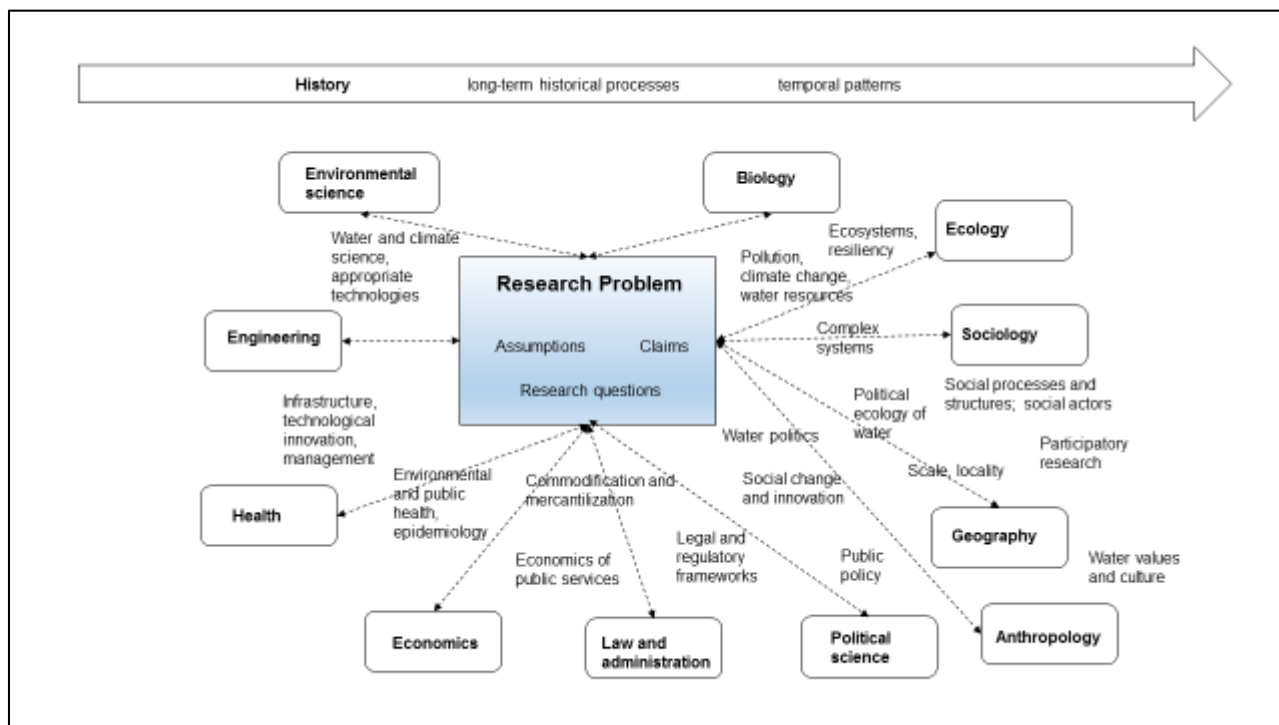 History long-term historical processes temporal patterns
Environmental
science
Biology
Water and climate
science,
appropriate
technologies
Ecosystems,
resiliency
Ecology
Pollution,
climate change,
water resources
Research Problem
Assumptions Claims
Research questions
Engineering
Complex
systems
Sociology
Social processes and
structures; social actors
Infrastructure,
technological
innovation,
management
Political
ecology of
water
Participatory
research
Water politics
Scale, locality
Social change
and innovation
Environmental
and public
health,
epidemiology
Commodification and
mercantilization
Health
Geography
Legal and
regulatory
frameworks
Economics of
public services
Public
policy
Water values
and culture
Economics
Law and
administration
Political
science
Anthropology